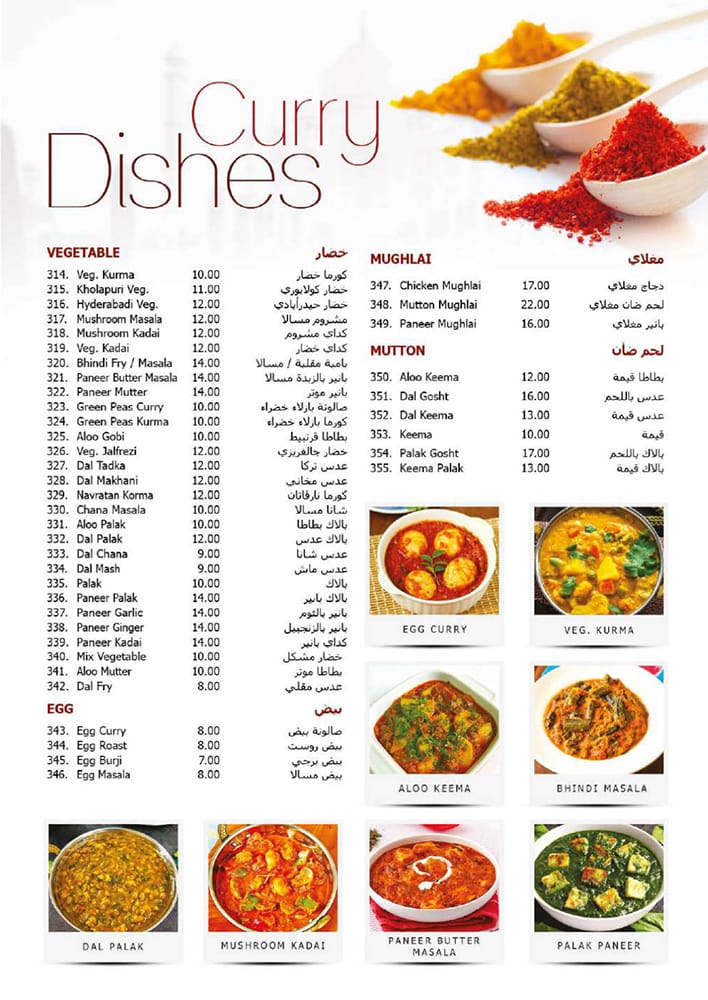 Curry
Dishes
VEGETABLE خضار
314. Veg. Kurma 10.00 كورما خضار
315. Kholapuri Veg. 11.00 خضار كولابوري
316. Hyderabadi Veg. 12.00 خضار حيدرأبادي
317. Mushroom Masala 12.00 مشروم مسالا
318. Mushroom Kadai 12.00 كداي مشروم
319. Veg. Kadai 12.00 كداي خضار
320. Bhindi Fry / Masala 14.00 بامية مقلية / مسالا
321. Paneer Butter Masala 14.00 بانير بالزبدة مسالا
322. Paneer Mutter 14.00 بانير موتر
323. Green Peas Curry 10.00 صالونة بازلاء خضراء
324. Green Peas Kurma 10.00 كورما بازلاء خضراء
325. Aloo Gobi 10.00 بطاطا قرنبيط
326. Veg. Jalfrezi 12.00 خضار جالفريزي
327. Dal Tadka 12.00 عدس تركا
328. Dal Makhani 12.00 عدس مخاني
329. Navratan Korma 12.00 كورما نارفاتان
330. Chana Masala 10.00 شانا مسالا
331. Aloo Palak 10.00 بالاك بطاطا
332. Dal Palak 12.00 بالاك عدس
333. Dal Chana 9.00 عدس شانا
334. Dal Mash 9.00 عدس ماش
335. Palak 10.00 بالاك
336. Paneer Palak 14.00 بالاك بانير
337. Paneer Garlic 14.00 بانير بالثوم
338. Paneer Ginger 14.00 بانير بالزنجبيل
339. Paneer Kadai 14.00 كداي بانير
340. Mix Vegetable 10.00 خضار مشكل
341. Aloo Mutter 10.00 بطاطا موتر
342. Dal Fry 8.00 عدس مقلي
EGG بيض
343. Egg Curry 8.00 صالونة بيض
344. Egg Roast 8.00 بيض روست
345. Egg Burji 7.00 بيض برجي
346. Egg Masala 8.00 بيض مسالا
MUGHLAI مغلاي
347. Chicken Mughlai 17.00 دجاج مغلاي
348. Mutton Mughlai 22.00 لحم ضان مغلاي
349. Paneer Mughlai 16.00 بانير مغلاي
MUTTON لحم ضأن
350. Aloo Keema 12.00 بطاطا قيمة
351. Dal Gosht 16.00 عدس باللحم
352. Dal Keema 13.00 عدس قيمة
353. Keema 10.00 قيمة
354. Palak Gosht 17.00 بالاك باللحم
355. Keema Palak 13.00 بالاك قيمة
EGG CURRY
VEG. KURMA
ALOO KEEMA
BHINDI MASALA
DAL PALAK
MUSHROOM KADAI
PANEER BUTTER
MASALA
PALAK PANEER